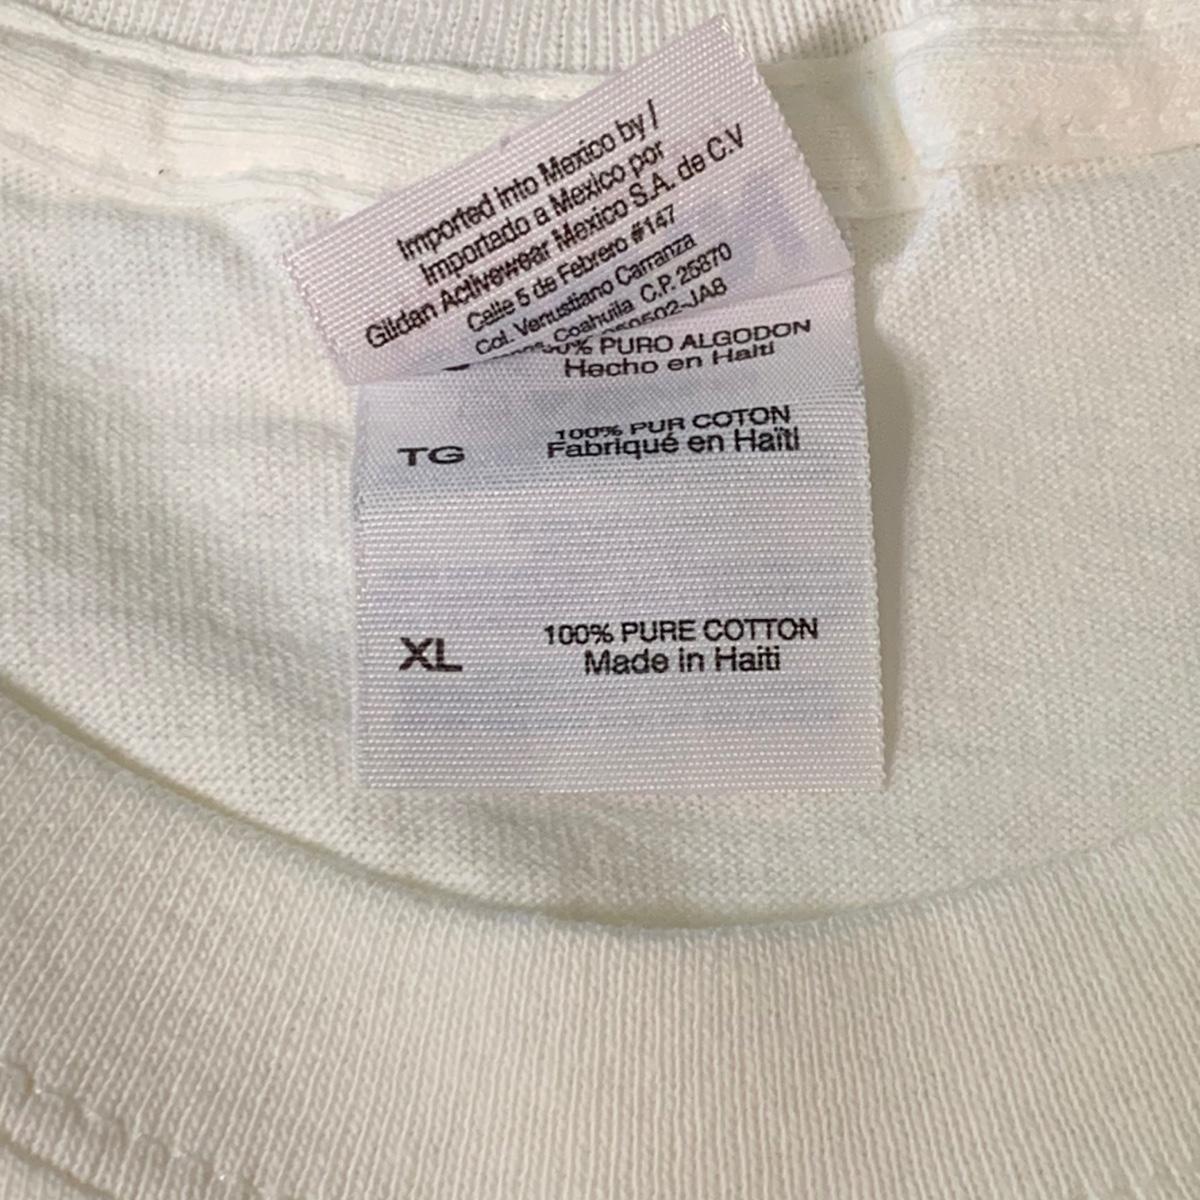 Imported into Mexico by /
Importado a Mexico por
Gildan Activewear Mexico S.A. de C.V
Calle 5 de Febrero #147
Col. Venustiano Carranza
Coahuila C.P. 25870
PURO ALGODON
Hecho en Haiti
TG
100% PUR COTON
Fabriqué en Haïti
XL
100% PURE COTTON
Made in Haiti